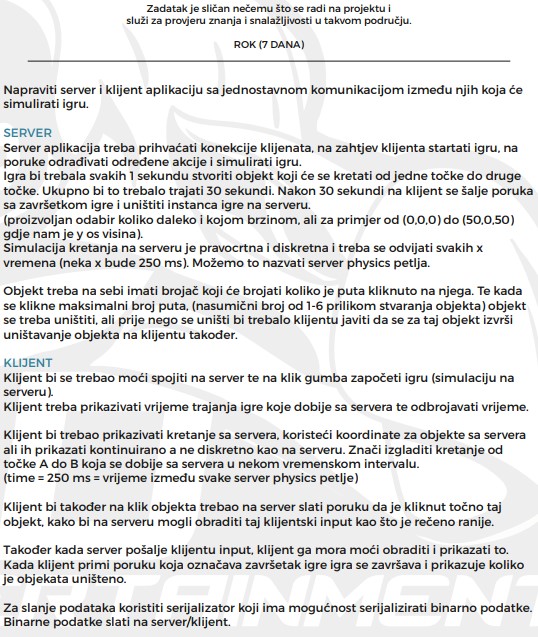 Zadatak je sličan nečemu što se radi na projektu i
služi za provjeru znanja i snalažljivosti u takvom području.
ROK (7 DANA)
Napraviti server i klijent aplikaciju sa jednostavnom komunikacijom između njih koja će
simulirati igru.
SERVER
Server aplikacija treba prihvaćati konekcije klijenata, na zahtjev klijenta startati igru, na
poruke odrađivati određene akcije i simulirati igru.
Igra bi trebala svakih 1 sekundu stvoriti objekt koji će se kretati od jedne točke do druge
točke. Ukupno bi to trebalo trajati 30 sekundi. Nakon 30 sekundi na klijent se šalje poruka
sa završetkom igre i uništiti instanca igre na serveru.
(proizvoljan odabir koliko daleko i kojom brzinom, ali za primjer od (0,0,0) do (50,0,50)
gdje nam je y os visina).
Simulacija kretanja na serveru je pravocrtna i diskretna i treba se odvijati svakih x
vremena (neka x bude 250 ms). Možemo to nazvati server physics petlja.
Objekt treba na sebi imati brojač koji će brojati koliko je puta kliknuto na njega. Te kada
se klikne maksimalni broj puta, (nasumični broj od 1-6 prilikom stvaranja objekta) objekt
se treba uništiti, ali prije nego se uništi bi trebalo klijentu javiti da se za taj objekt izvrši
uništavanje objekta na klijentu također.
KLIJENT
Klijent bi se trebao moći spojiti na server te na klik gumba započeti igru (simulaciju na
serveru).
Klijent treba prikazivati vrijeme trajanja igre koje dobije sa servera te odbrojavati vrijeme.
Klijent bi trebao prikazivati kretanje sa servera, koristeći koordinate za objekte sa servera
ali ih prikazati kontinuirano a ne diskretno kao na serveru. Znači izgladiti kretanje od
točke A do B koja se dobije sa servera u nekom vremenskom intervalu.
(time = 250 ms = vrijeme između svake server physics petlje)
Klijent bi također na klik objekta trebao na server slati poruku da je kliknut točno taj
objekt, kako bi na serveru mogli obraditi taj klijentski input kao što je rečeno ranije.
Također kada server pošalje klijentu input, klijent ga mora moći obraditi i prikazati to.
Kada klijent primi poruku koja označava završetak igre igra se završava i prikazuje koliko
je objekata uništeno.
Za slanje podataka koristiti serijalizator koji ima mogućnost serijalizirati binarno podatke.
Binarne podatke slati na server/klijent.